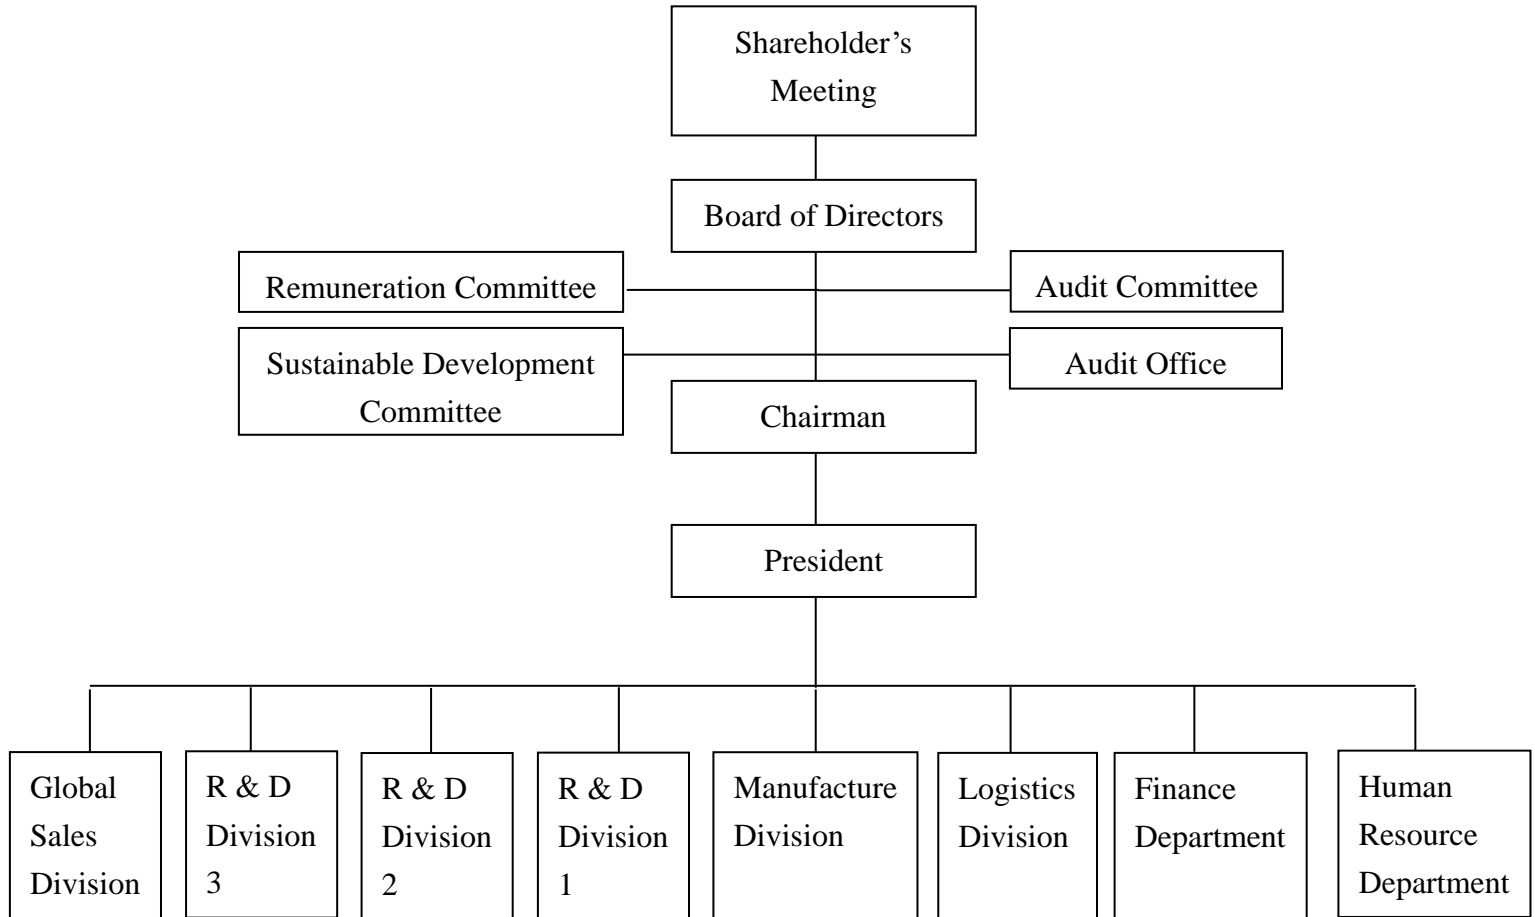 Shareholder’s
Meeting
Board of Directors
Remuneration Committee
Audit Committee
Sustainable Development
Committee
Audit Office
Chairman
President
Global
Sales
Division
R & D
Division
3
R & D
Division
2
R & D
Division
1
Manufacture
Division
Logistics
Division
Finance
Department
Human
Resource
Department